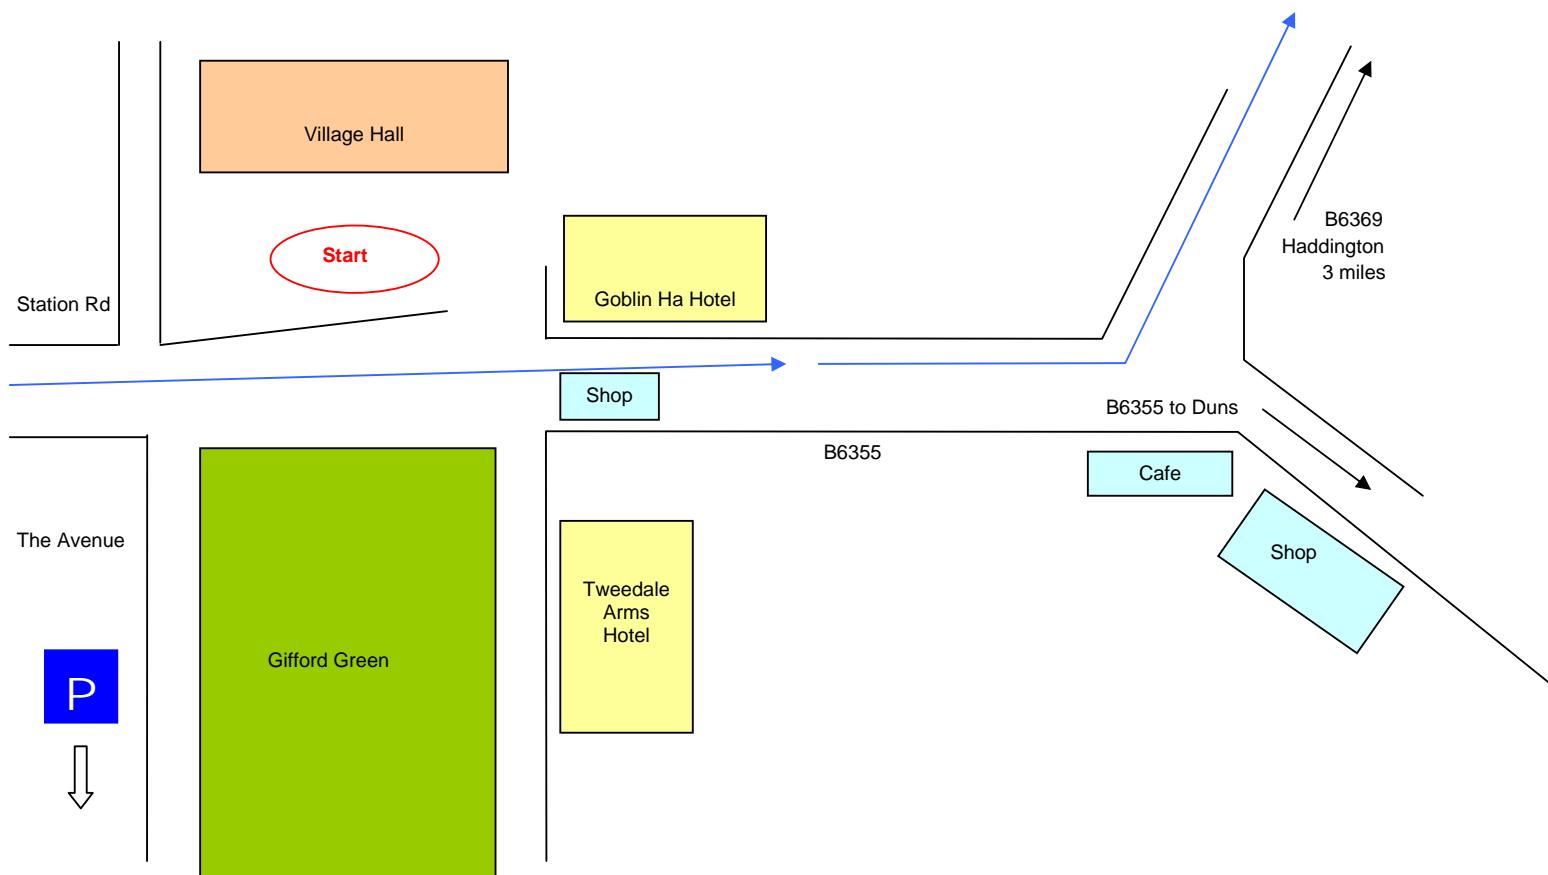 Village Hall
Start
B6369
Haddington
3 miles
Station Rd
Goblin Ha Hotel
Shop
B6355 to Duns
B6355
Cafe
The Avenue
Shop
Tweedale
Arms
Hotel
Gifford Green
P